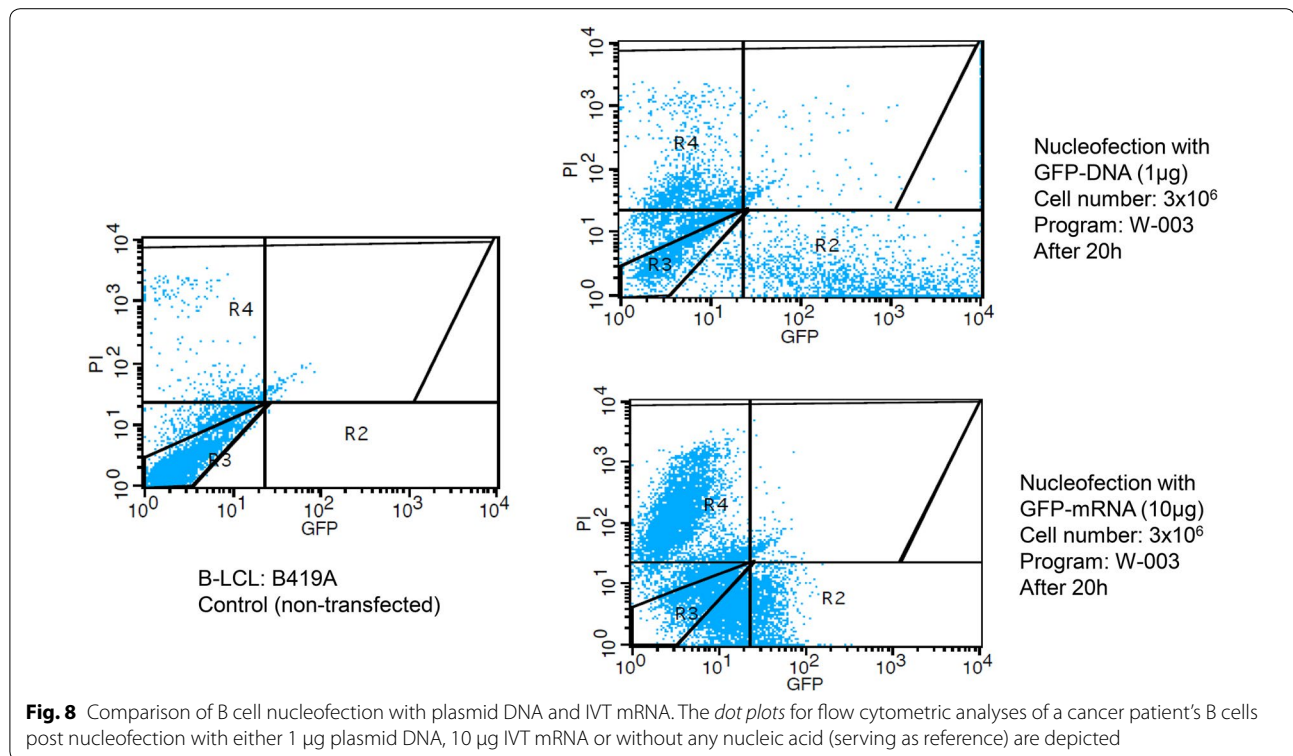 10⁴
10³
10²
10¹
10⁰
PI
R4
R3
R2
10⁰ 10¹ 10² 10³ 10⁴
GFP
Nucleofection with
GFP-DNA (1µg)
Cell number: 3x10⁶
Program: W-003
After 20h
10⁴
10³
10²
10¹
10⁰
PI
R4
R3
R2
10⁰ 10¹ 10² 10³ 10⁴
GFP
B-LCL: B419A
Control (non-transfected)
10⁴
10³
10²
10¹
10⁰
PI
R4
R3
R2
10⁰ 10¹ 10² 10³ 10⁴
GFP
Nucleofection with
GFP-mRNA (10µg)
Cell number: 3x10⁶
Program: W-003
After 20h
Fig. 8 Comparison of B cell nucleofection with plasmid DNA and IVT mRNA. The dot plots for flow cytometric analyses of a cancer patient's B cells
post nucleofection with either 1 µg plasmid DNA, 10 µg IVT mRNA or without any nucleic acid (serving as reference) are depicted